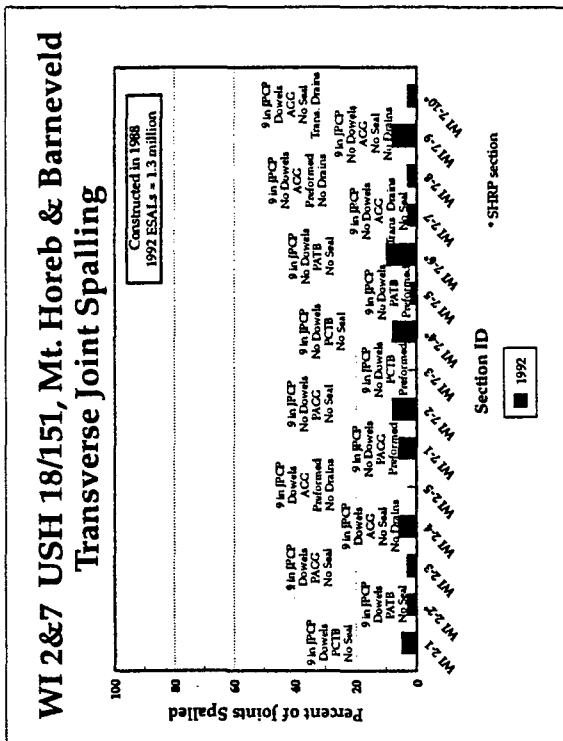 WI 2&7 USH 18/151, Mt. Horeb & Barneveld
Transverse Joint Spalling
Percent of Joints Spalled
100
80
60
40
20
0
Constructed in 1988
1992 ESALs = 1.3 million
9 in JPCP
Dowels
PCTB
No Seal
9 in JPCP
Dowels
PATB
No Seal
9 in JPCP
Dowels
PAGG
No Seal
9 in JPCP
Dowels
AGG
No Seal
No Drains
9 in JPCP
Dowels
AGG
Preformed
No Drains
9 in JPCP
No Dowels
PAGG
Preformed
9 in JPCP
No Dowels
PAGG
No Seal
9 in JPCP
No Dowels
PCTB
Preformed
9 in JPCP
No Dowels
PCTB
No Seal
9 in JPCP
No Dowels
PATB
Preformed
9 in JPCP
No Dowels
PATB
No Seal
9 in JPCP
No Dowels
AGG
Trans. Drains
No Seal
9 in JPCP
No Dowels
AGG
Preformed
No Drains
9 in JPCP
No Dowels
AGG
No Seal
No Drains
9 in JPCP
Dowels
AGG
No Seal
Trans. Drains
WI 2-1
WI 2-2*
WI 2-3
WI 2-4
WI 2-5
WI 7-1
WI 7-2
WI 7-3
WI 7-4*
WI 7-5
WI 7-6*
WI 7-7
WI 7-8
WI 7-9
WI 7-10*
Section ID
* SHRP section
1992